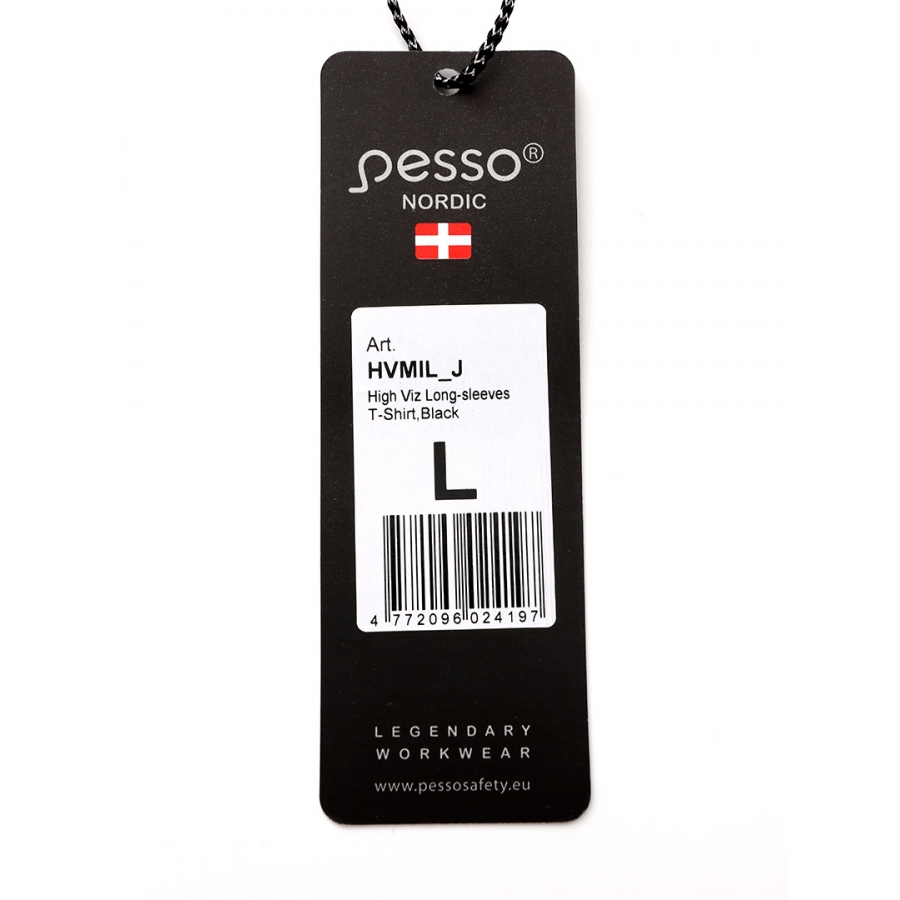 pesso®
NORDIC
Art.
HVMIL_J
High Viz Long-sleeves
T-Shirt,Black
L
4 772096 024197
LEGENDARY
WORKWEAR
www.pessosafety.eu